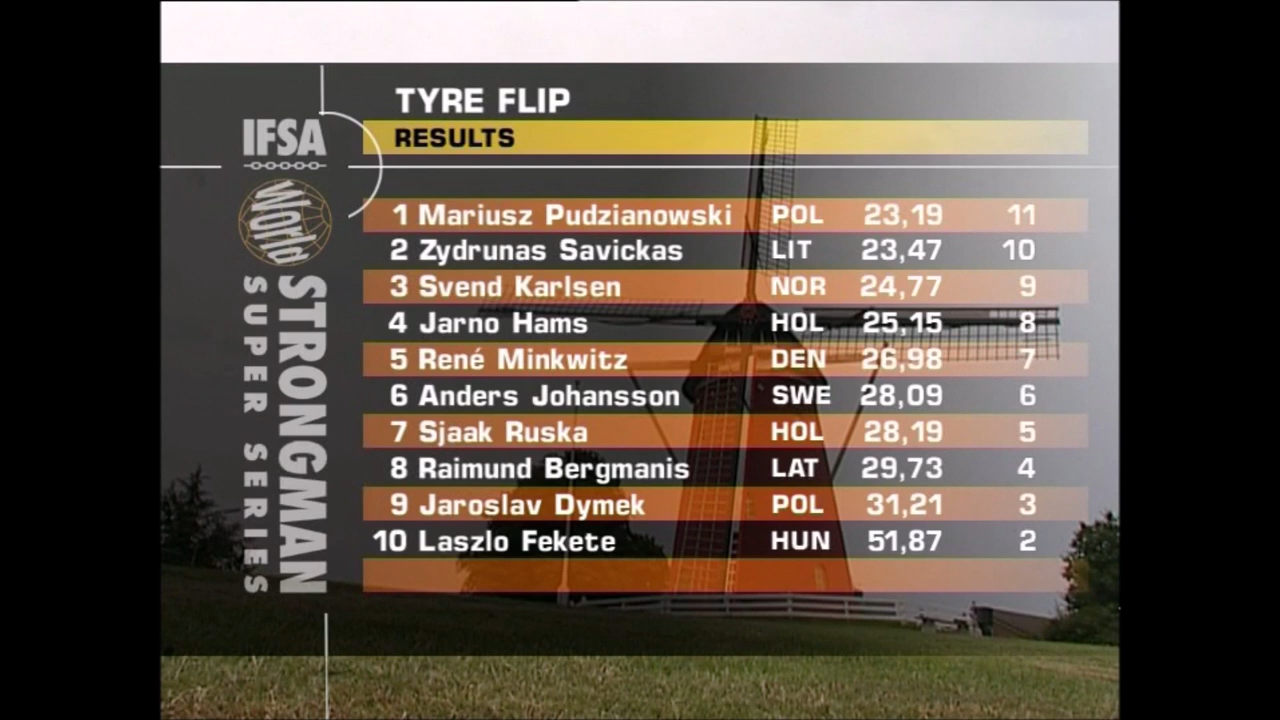 TYRE FLIP
RESULTS
IFSA
World
STRONGMAN
SUPER SERIES
1 Mariusz Pudzianowski POL 23,19 11
2 Zydrunas Savickas LIT 23,47 10
3 Svend Karlsen NOR 24,77 9
4 Jarno Hams HOL 25,15 8
5 René Minkwitz DEN 26,98 7
6 Anders Johansson SWE 28,09 6
7 Sjaak Ruska HOL 28,19 5
8 Raimund Bergmanis LAT 29,73 4
9 Jaroslav Dymek POL 31,21 3
10 Laszlo Fekete HUN 51,87 2